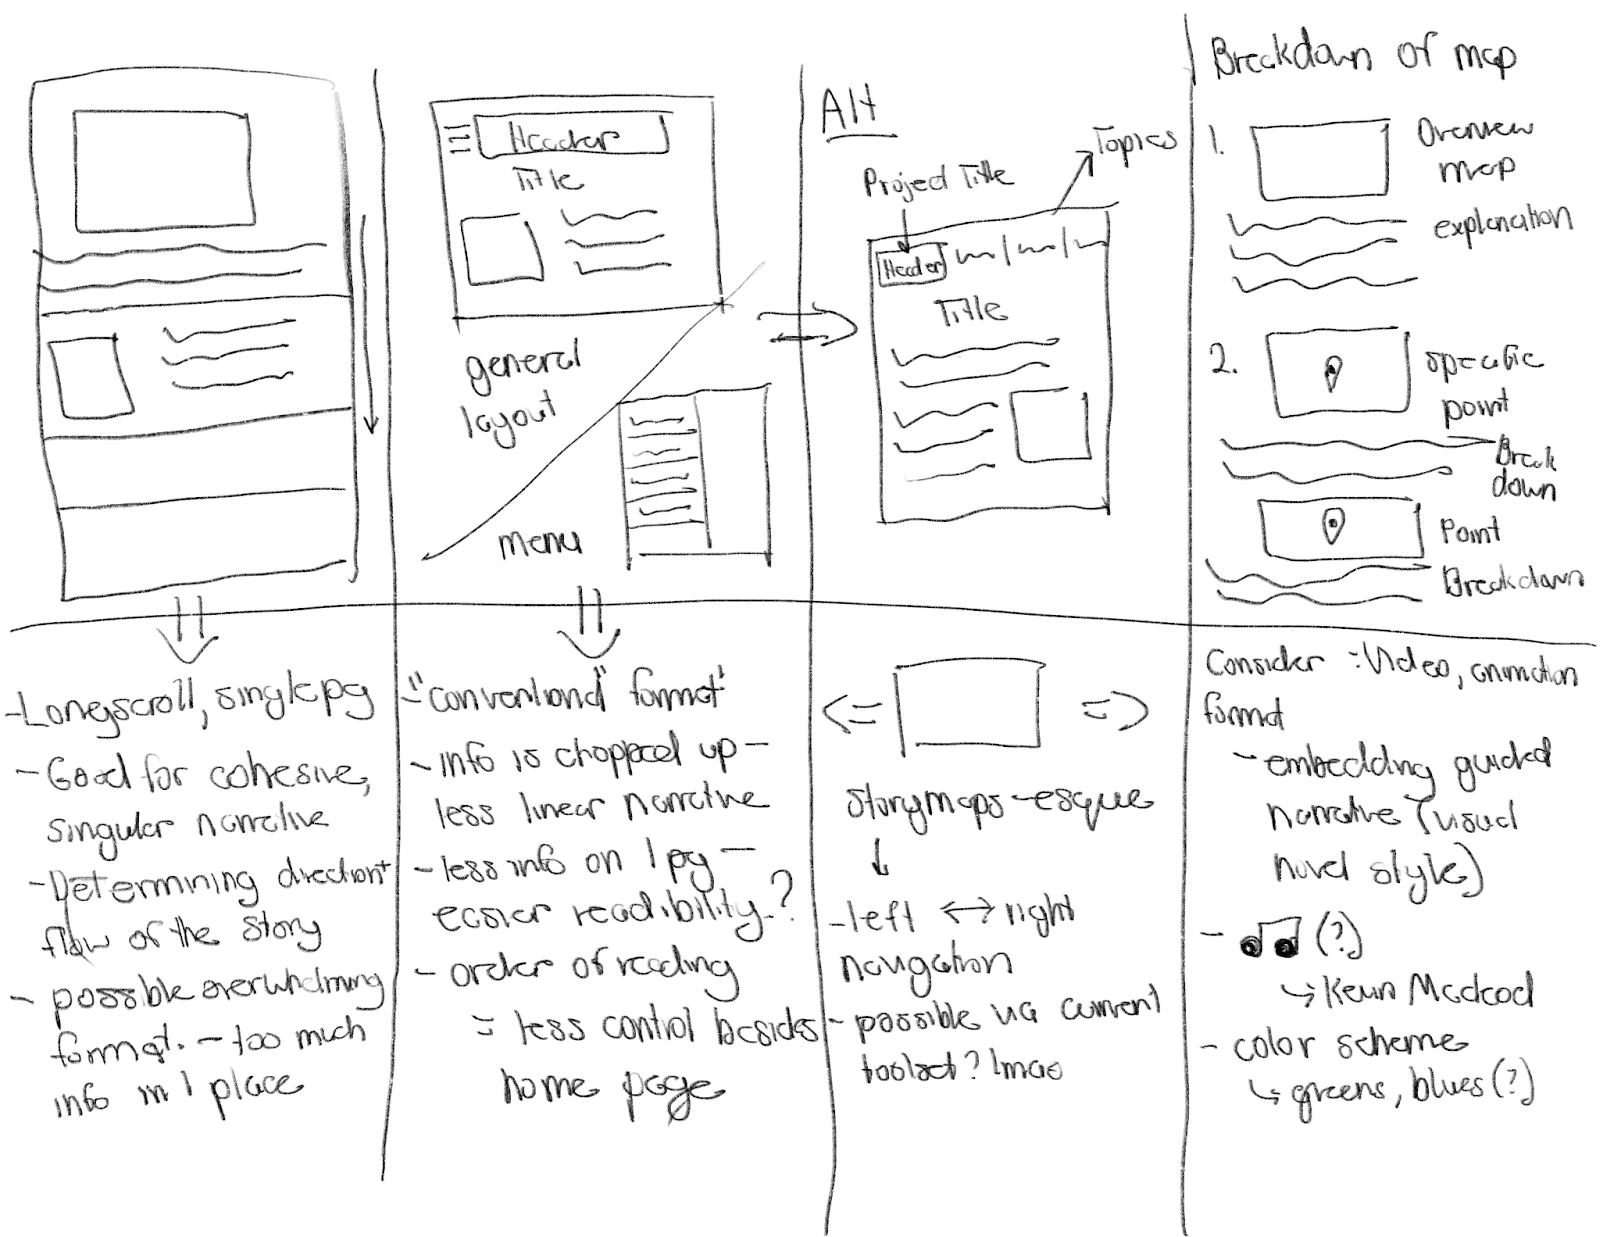 Header
Title
general
layout
menu
Alt
Project Title
Topics
Header
Title
Breakdown of map
1.
Overview
map
explanation
2.
specific
point
Break
down
Point
Breakdown
- Longscroll, single pg
- Good for cohesive,
singular narrative
- Determining direction +
flow of the story
- possible overwhelming
format. - too much
info in 1 place
- "conventional" format"
- info is chopped up -
less linear narrative
- less info on 1 pg -
easier readibility.?
- order of reading
= less control besides
home page
<= =>
storymaps-esque
↓
- left <-> right
navigation
- possible via current
toolset? lmao
Consider : Video, animation
format
- embedding guided
narrative (visual
novel style)
- ♫ (?)
↳ Kevin Macleod
- color scheme
↳ greens, blues (?)